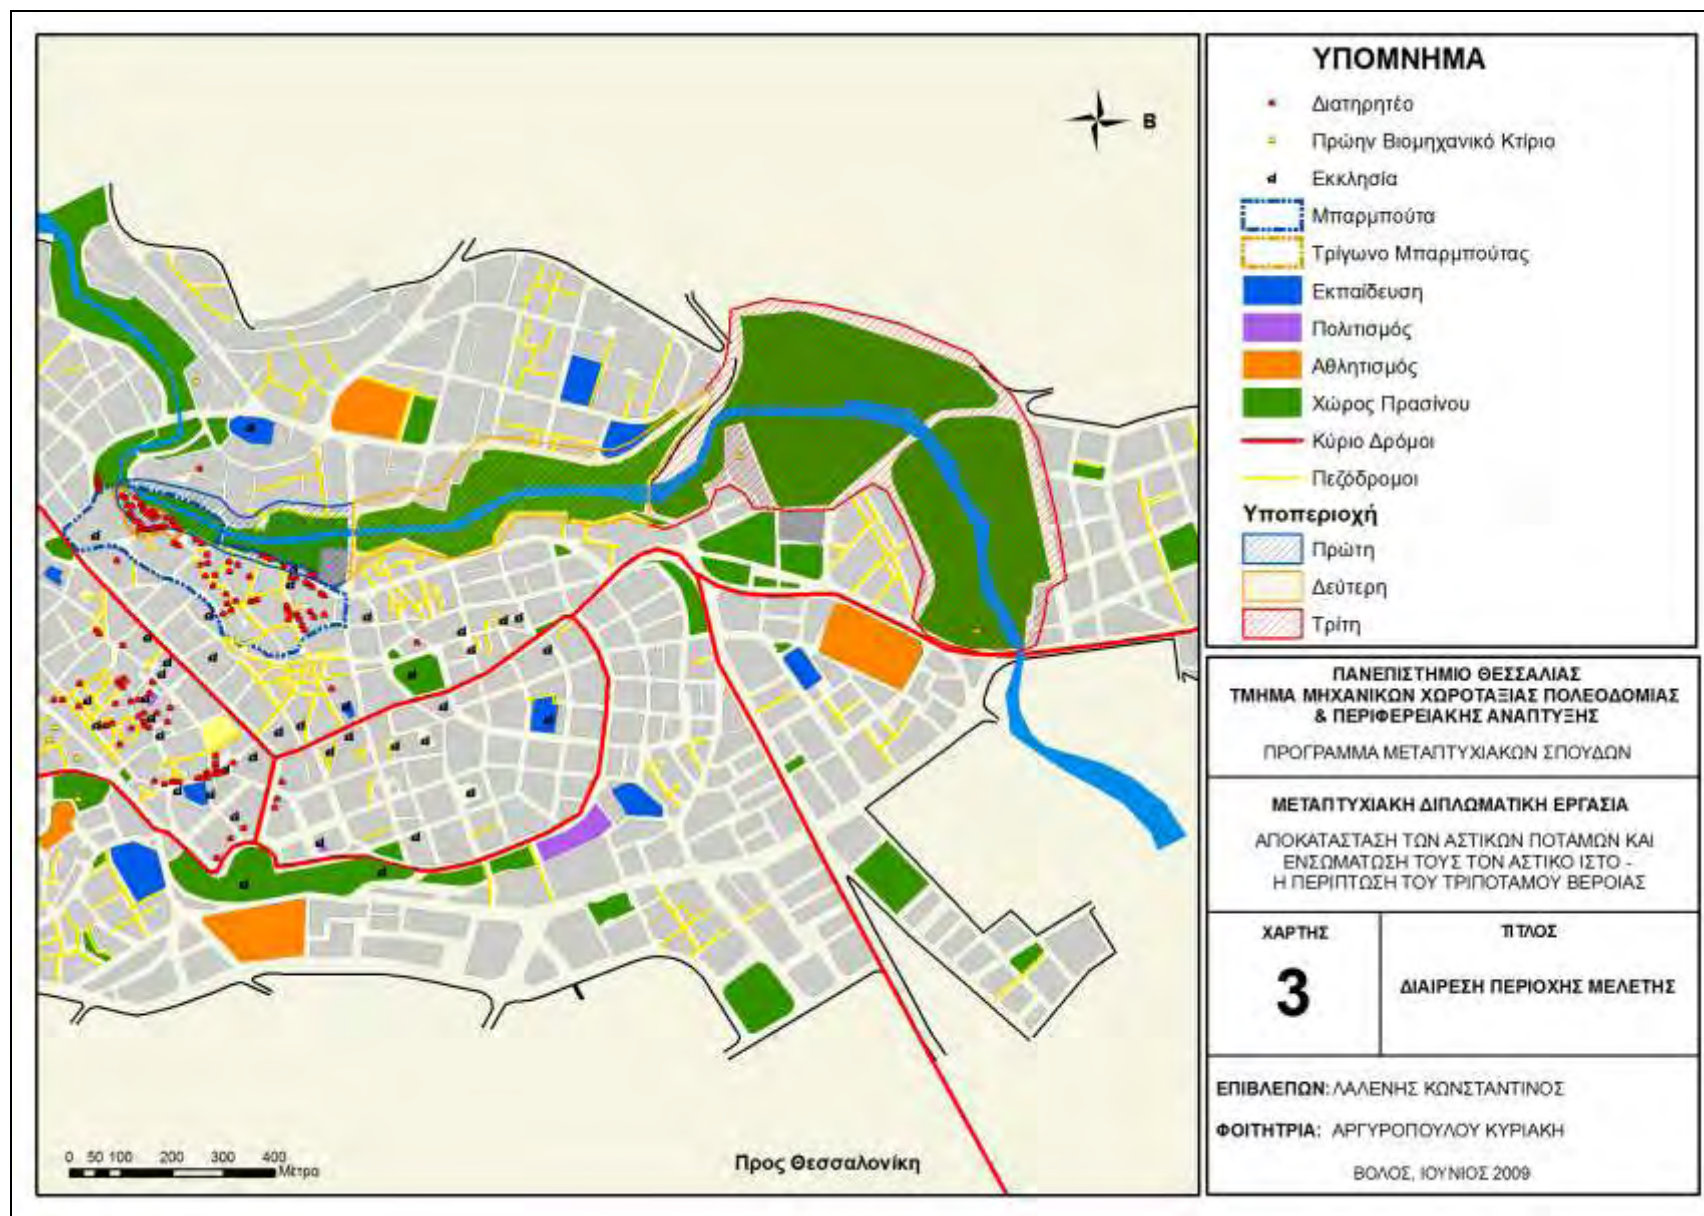 Β
0 50 100 200 300 400
Μέτρα
Προς Θεσσαλονίκη
ΥΠΟΜΝΗΜΑ
Διατηρητέο
Πρώην Βιομηχανικό Κτίριο
Εκκλησία
Μπαρμπούτα
Τρίγωνο Μπαρμπούτας
Εκπαίδευση
Πολιτισμός
Αθλητισμός
Χώρος Πρασίνου
Κύριο Δρόμοι
Πεζόδρομοι
Υποπεριοχή
Πρώτη
Δεύτερη
Τρίτη
ΠΑΝΕΠΙΣΤΗΜΙΟ ΘΕΣΣΑΛΙΑΣ
ΤΜΗΜΑ ΜΗΧΑΝΙΚΩΝ ΧΩΡΟΤΑΞΙΑΣ ΠΟΛΕΟΔΟΜΙΑΣ
& ΠΕΡΙΦΕΡΕΙΑΚΗΣ ΑΝΑΠΤΥΞΗΣ
ΠΡΟΓΡΑΜΜΑ ΜΕΤΑΠΤΥΧΙΑΚΩΝ ΣΠΟΥΔΩΝ
ΜΕΤΑΠΤΥΧΙΑΚΗ ΔΙΠΛΩΜΑΤΙΚΗ ΕΡΓΑΣΙΑ
ΑΠΟΚΑΤΑΣΤΑΣΗ ΤΩΝ ΑΣΤΙΚΩΝ ΠΟΤΑΜΩΝ ΚΑΙ
ΕΝΣΩΜΑΤΩΣΗ ΤΟΥΣ ΤΟΝ ΑΣΤΙΚΟ ΙΣΤΟ -
Η ΠΕΡΙΠΤΩΣΗ ΤΟΥ ΤΡΙΠΟΤΑΜΟΥ ΒΕΡΟΙΑΣ
ΧΑΡΤΗΣ
3
ΤΙΤΛΟΣ
ΔΙΑΙΡΕΣΗ ΠΕΡΙΟΧΗΣ ΜΕΛΕΤΗΣ
ΕΠΙΒΛΕΠΩΝ: ΛΑΛΕΝΗΣ ΚΩΝΣΤΑΝΤΙΝΟΣ
ΦΟΙΤΗΤΡΙΑ: ΑΡΓΥΡΟΠΟΥΛΟΥ ΚΥΡΙΑΚΗ
ΒΟΛΟΣ, ΙΟΥΝΙΟΣ 2009